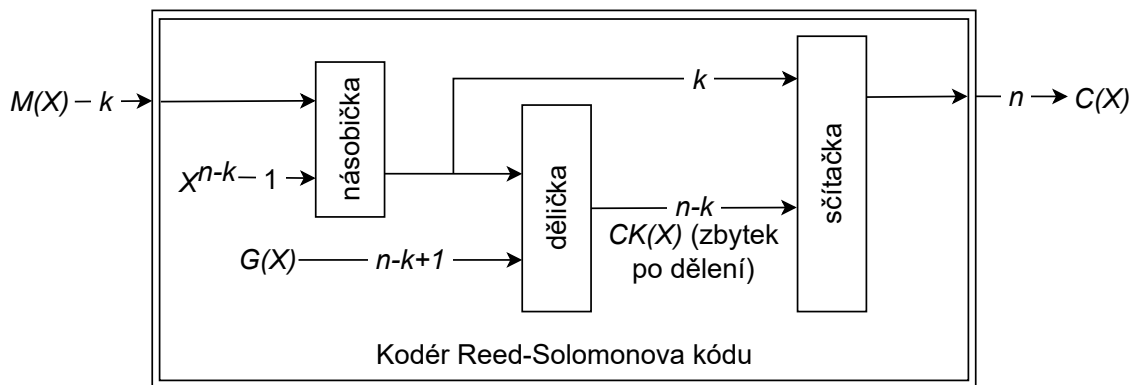 M(X) k
X^n-k 1
G(X) n-k+1
násobička
dělička
k
n-k
CK(X) (zbytek
po dělení)
sčítačka
n C(X)
Kodér Reed-Solomonova kódu